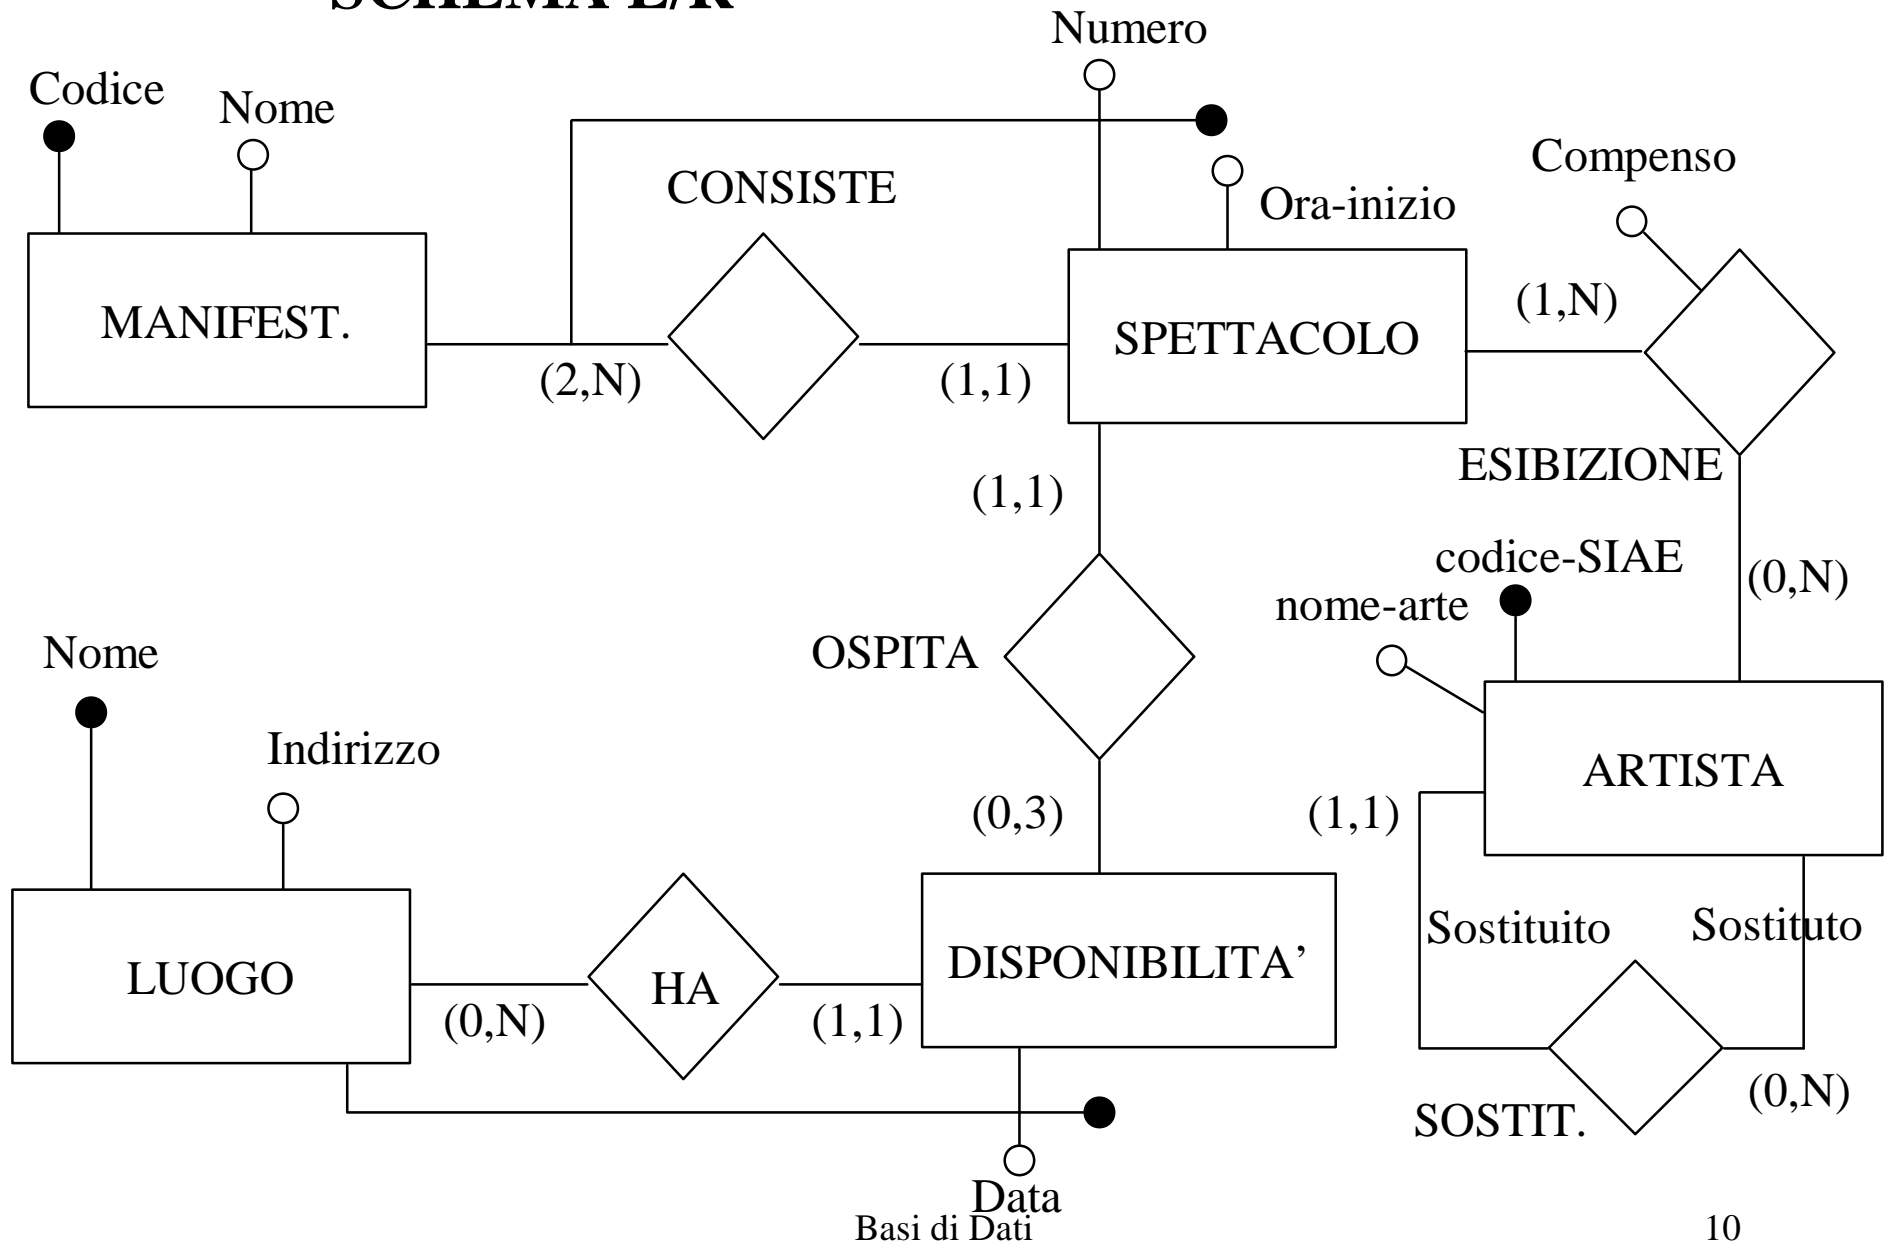 SCHEMA E/R
Numero
Codice
Nome
CONSISTE
Ora-inizio
Compenso
MANIFEST.
SPETTACOLO
(1,N)
(2,N)
(1,1)
ESIBIZIONE
(1,1)
codice-SIAE
(0,N)
nome-arte
OSPITA
Nome
Indirizzo
ARTISTA
(0,3)
(1,1)
Sostituito
Sostituto
LUOGO
HA
DISPONIBILITA’
(0,N)
(1,1)
SOSTIT.
(0,N)
Data
Basi di Dati
10